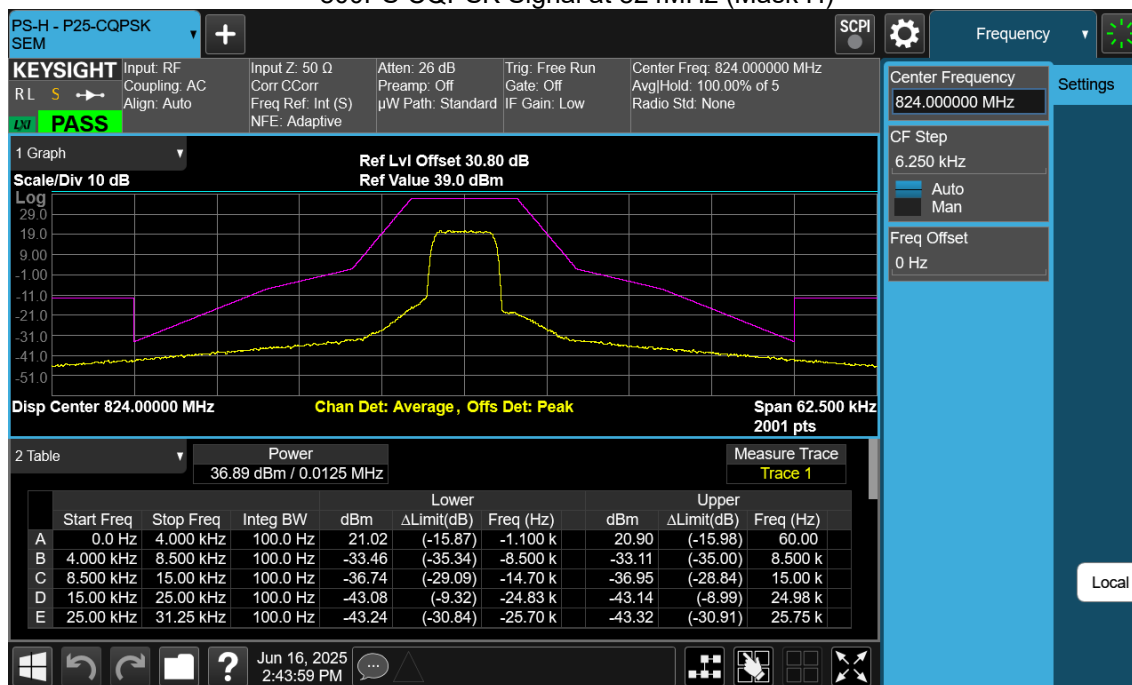 PS-H - P25-CQPSK
SEM
SCPI
Frequency
KEYSIGHT
R L S
LXI PASS
Input: RF
Coupling: AC
Align: Auto
Input Z: 50 Ω
Corr CCorr
Freq Ref: Int (S)
NFE: Adaptive
Atten: 26 dB
Preamp: Off
µW Path: Standard
Trig: Free Run
Gate: Off
IF Gain: Low
Center Freq: 824.000000 MHz
Avg|Hold: 100.00% of 5
Radio Std: None
Center Frequency
824.000000 MHz
Settings
CF Step
6.250 kHz
Auto
Man
Freq Offset
0 Hz
Local
1 Graph
Scale/Div 10 dB
Ref Lvl Offset 30.80 dB
Ref Value 39.0 dBm
Log
29.0
19.0
9.00
-1.00
-11.0
-21.0
-31.0
-41.0
-51.0
Disp Center 824.00000 MHz
Chan Det: Average , Offs Det: Peak
Span 62.500 kHz
2001 pts
2 Table
Power
36.89 dBm / 0.0125 MHz
Measure Trace
Trace 1
Lower Upper
Start Freq Stop Freq Integ BW dBm ΔLimit(dB) Freq (Hz) dBm ΔLimit(dB) Freq (Hz)
A 0.0 Hz 4.000 kHz 100.0 Hz 21.02 (-15.87) -1.100 k 20.90 (-15.98) 60.00
B 4.000 kHz 8.500 kHz 100.0 Hz -33.46 (-35.34) -8.500 k -33.11 (-35.00) 8.500 k
C 8.500 kHz 15.00 kHz 100.0 Hz -36.74 (-29.09) -14.70 k -36.95 (-28.84) 15.00 k
D 15.00 kHz 25.00 kHz 100.0 Hz -43.08 (-9.32) -24.83 k -43.14 (-8.99) 24.98 k
E 25.00 kHz 31.25 kHz 100.0 Hz -43.24 (-30.84) -25.70 k -43.32 (-30.91) 25.75 k
?
Jun 16, 2025
2:43:59 PM